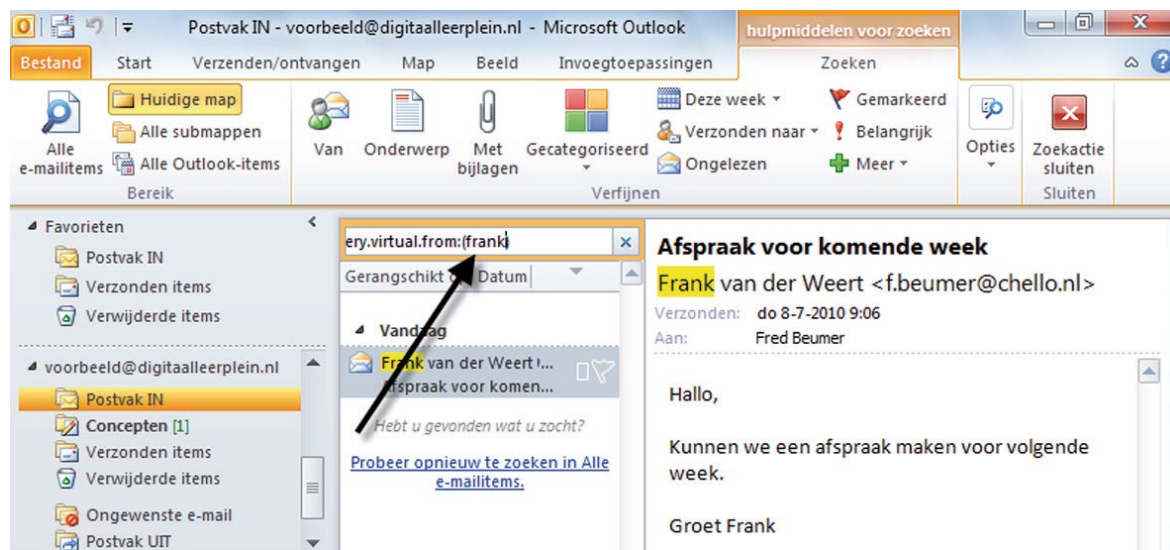 Postvak IN - voorbeeld@digitaalleerplein.nl - Microsoft Outlook
hulpmiddelen voor zoeken
Bestand Start Verzenden/ontvangen Map Beeld Invoegtoepassingen Zoeken
Alle e-mailitems
Huidige map
Alle submappen
Alle Outlook-items
Bereik
Van
Onderwerp
Met bijlagen
Gecategoriseerd
Deze week
Verzonden naar
Ongelezen
Gemarkeerd
Belangrijk
Meer
Verfijnen
Opties
Zoekactie sluiten
Sluiten
Favorieten
Postvak IN
Verzonden items
Verwijderde items
voorbeeld@digitaalleerplein.nl
Postvak IN
Concepten [1]
Verzonden items
Verwijderde items
Ongewenste e-mail
Postvak UIT
ery.virtual.from:(frank)
Gerangschikt Datum
Vandaag
Frank van der Weert
Afspraak voor komen...
Hebt u gevonden wat u zocht?
Probeer opnieuw te zoeken in Alle
e-mailitems.
Afspraak voor komende week
Frank van der Weert <f.beumer@chello.nl>
Verzonden: do 8-7-2010 9:06
Aan: Fred Beumer
Hallo,
Kunnen we een afspraak maken voor volgende
week.
Groet Frank